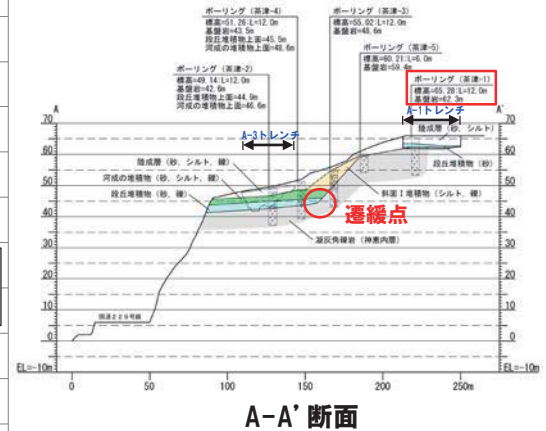 ボーリング (茶津-4)
標高=51.26:L=12.0m
基盤岩=43.5m
段丘堆積物上面=45.5m
河成の堆積物上面=48.6m
ボーリング (茶津-3)
標高=55.02:L=12.0m
基盤岩=48.6m
ボーリング (茶津-5)
標高=60.21:L=6.0m
基盤岩=59.4m
ボーリング (茶津-2)
標高=49.14:L=12.0m
基盤岩=42.6m
段丘堆積物上面=44.9m
河成の堆積物上面=46.6m
ボーリング (茶津-1)
標高=65.28:L=12.0m
基盤岩=62.3m
A
A'
A-3トレンチ
A-1トレンチ
陸成層 (砂、シルト)
段丘堆積物 (砂)
陸成層 (砂、シルト、礫)
河成の堆積物 (砂、シルト、礫)
段丘堆積物 (砂、礫)
斜面Ⅰ堆積物 (シルト、礫)
遷緩点
凝灰角礫岩 (神恵内層)
国道229号線
70 70
60 60
50 50
40 40
30 30
20 20
10 10
0 0
EL=-10m EL=-10m
0 50 100 150 200 250m
A-A' 断面